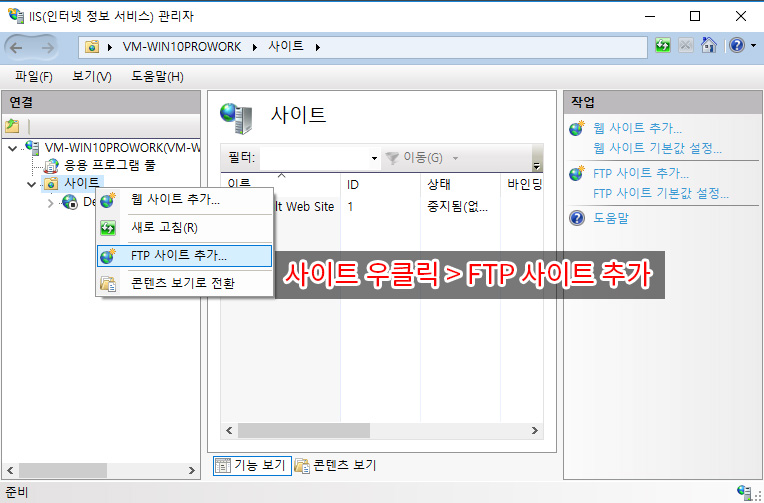 IIS(인터넷 정보 서비스) 관리자
VM-WIN10PROWORK 사이트
파일(F) 보기(V) 도움말(H)
연결
VM-WIN10PROWORK(VM-W
응용 프로그램 풀
사이트
De
웹 사이트 추가...
새로 고침(R)
FTP 사이트 추가...
콘텐츠 보기로 전환
사이트
필터: 이동(G)
이름 ID 상태 바인딩
lt Web Site 1 중지됨(없...
사이트 우클릭 > FTP 사이트 추가
기능 보기 콘텐츠 보기
작업
웹 사이트 추가...
웹 사이트 기본값 설정...
FTP 사이트 추가...
FTP 사이트 기본값 설정...
도움말
준비